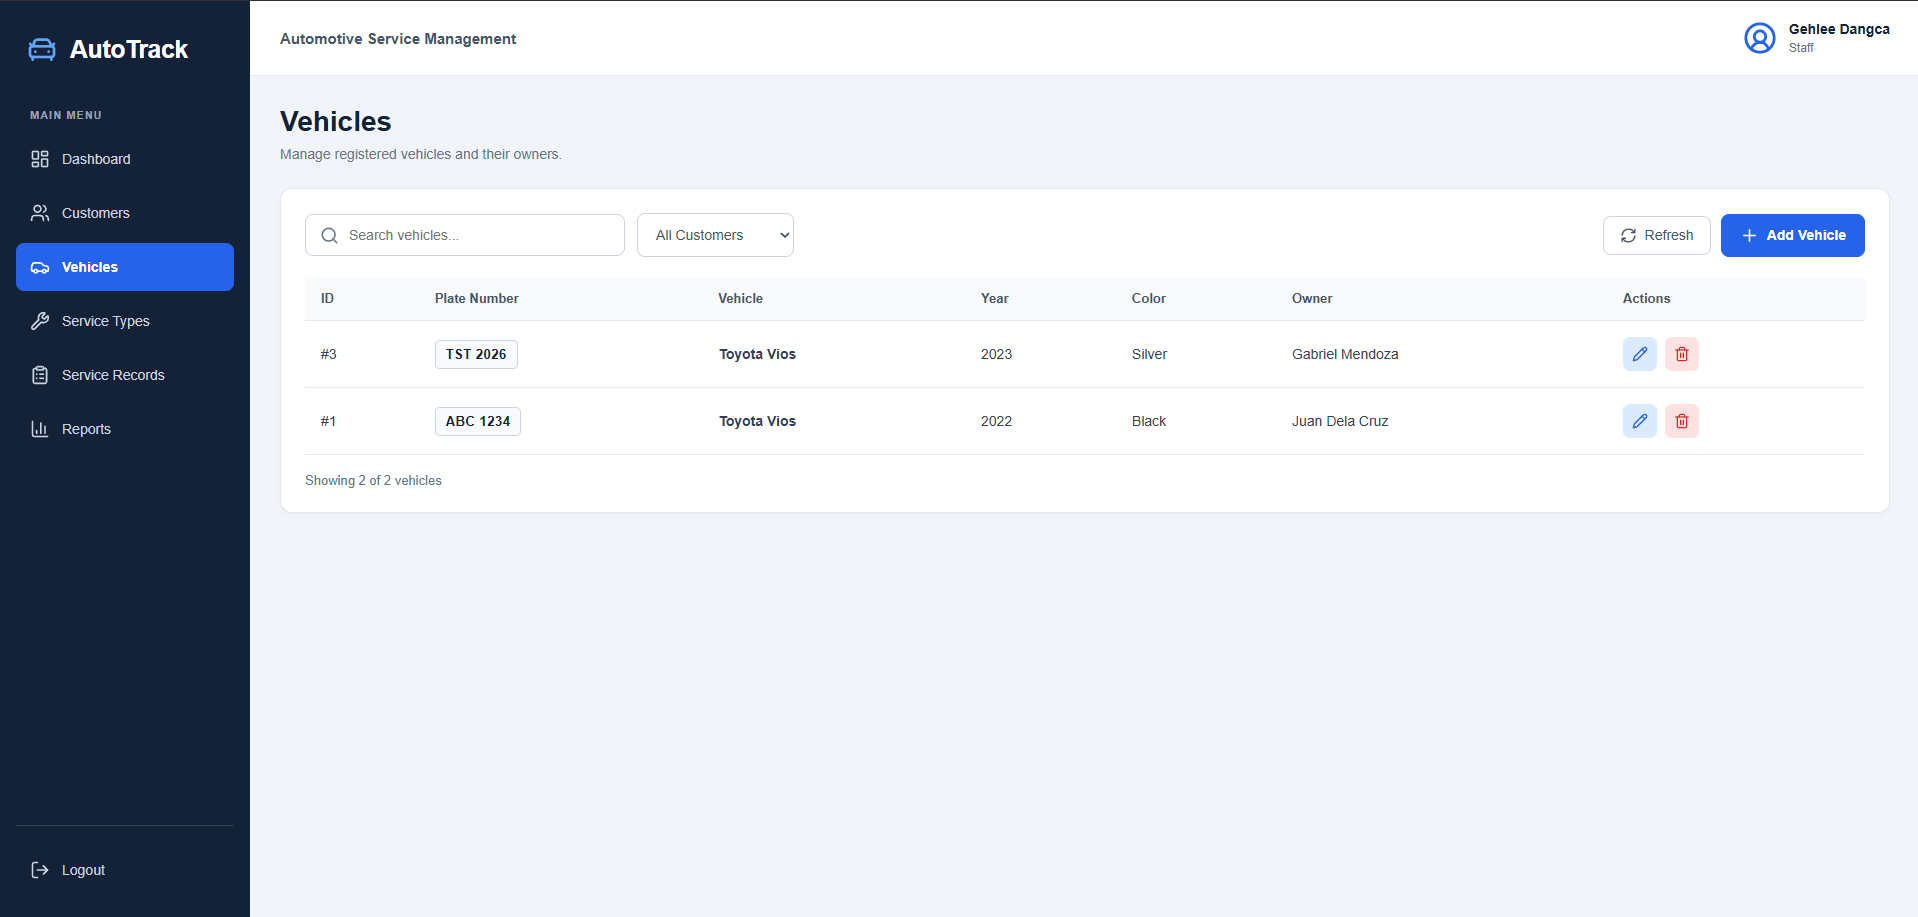 AutoTrack
MAIN MENU
Dashboard
Customers
Vehicles
Service Types
Service Records
Reports
Logout
Automotive Service Management
Gehlee Dangca
Staff
Vehicles
Manage registered vehicles and their owners.
Search vehicles...
All Customers
Refresh
Add Vehicle
ID Plate Number Vehicle Year Color Owner Actions
#3 TST 2026 Toyota Vios 2023 Silver Gabriel Mendoza
#1 ABC 1234 Toyota Vios 2022 Black Juan Dela Cruz
Showing 2 of 2 vehicles